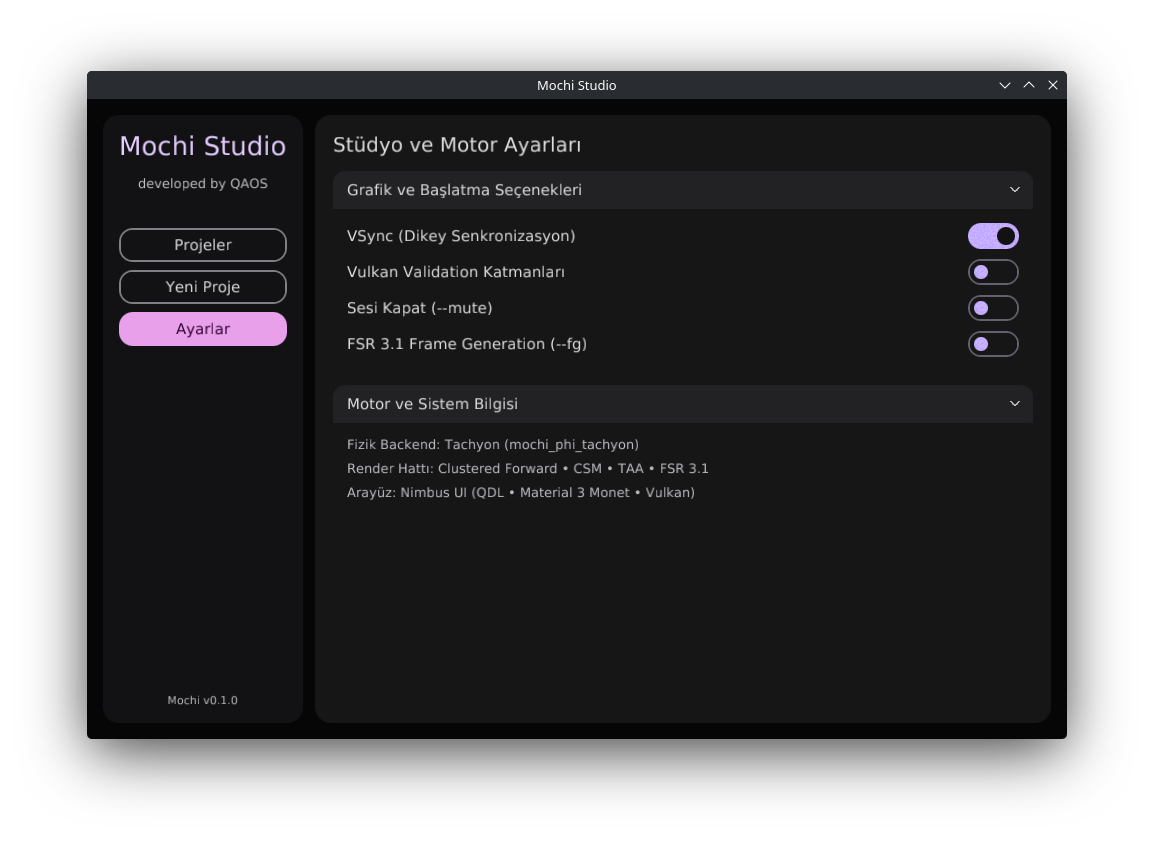 Mochi Studio
Mochi Studio
developed by QAOS
Projeler
Yeni Proje
Ayarlar
Mochi v0.1.0
Stüdyo ve Motor Ayarları
Grafik ve Başlatma Seçenekleri
VSync (Dikey Senkronizasyon)
Vulkan Validation Katmanları
Sesi Kapat (--mute)
FSR 3.1 Frame Generation (--fg)
Motor ve Sistem Bilgisi
Fizik Backend: Tachyon (mochi_phi_tachyon)
Render Hattı: Clustered Forward • CSM • TAA • FSR 3.1
Arayüz: Nimbus UI (QDL • Material 3 Monet • Vulkan)